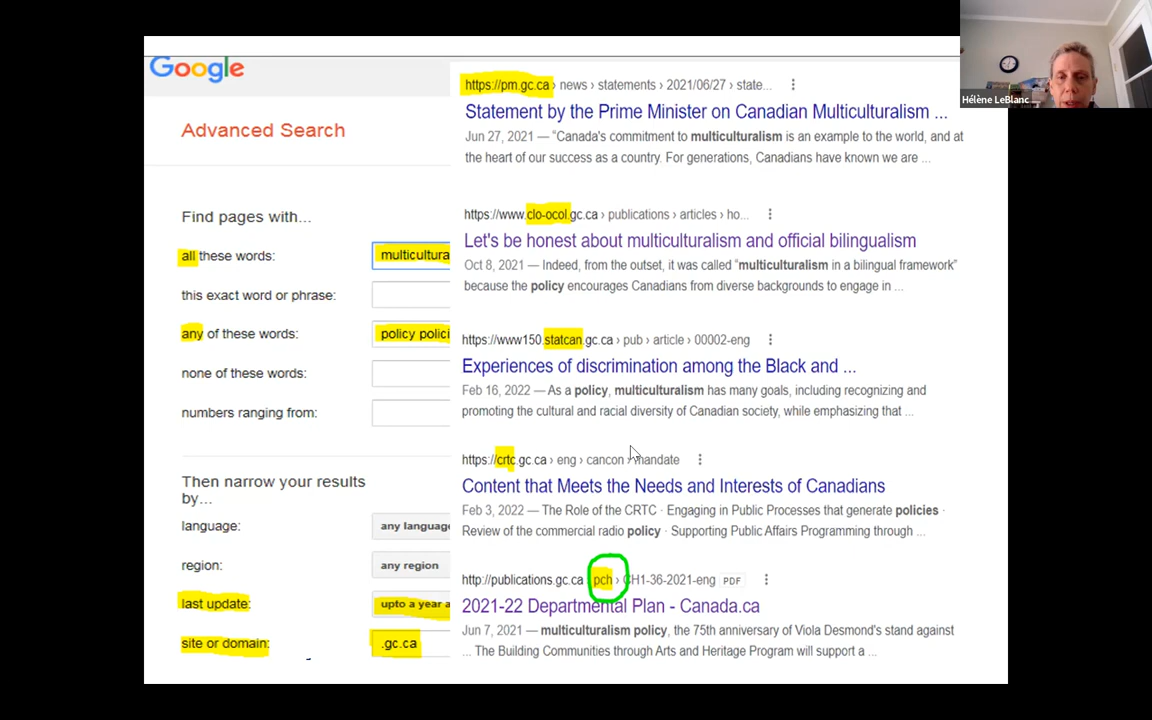 Google
Advanced Search
Find pages with...
all these words:
multicultura
this exact word or phrase:
any of these words:
policy polici
none of these words:
numbers ranging from:
Then narrow your results
by...
language:
any languag
region:
any region
last update:
upto a year a
site or domain:
.gc.ca
https://pm.gc.ca › news › statements › 2021/06/27 › state...
Statement by the Prime Minister on Canadian Multiculturalism ...
Jun 27, 2021 — “Canada's commitment to multiculturalism is an example to the world, and at
the heart of our success as a country. For generations, Canadians have known we are ...
https://www.clo-ocol.gc.ca › publications › articles › ho...
Let's be honest about multiculturalism and official bilingualism
Oct 8, 2021 — Indeed, from the outset, it was called “multiculturalism in a bilingual framework”
because the policy encourages Canadians from diverse backgrounds to engage in ...
https://www150.statcan.gc.ca › pub › article › 00002-eng
Experiences of discrimination among the Black and ...
Feb 16, 2022 — As a policy, multiculturalism has many goals, including recognizing and
promoting the cultural and racial diversity of Canadian society, while emphasizing that ...
https://crtc.gc.ca › eng › cancon › mandate
Content that Meets the Needs and Interests of Canadians
Feb 3, 2022 — The Role of the CRTC · Engaging in Public Processes that generate policies ·
Review of the commercial radio policy · Supporting Public Affairs Programming through ...
http://publications.gc.ca › pch › CH1-36-2021-eng PDF
2021-22 Departmental Plan - Canada.ca
Jun 7, 2021 — multiculturalism policy, the 75th anniversary of Viola Desmond's stand against
... The Building Communities through Arts and Heritage Program will support a ...
Hélène LeBlanc ...